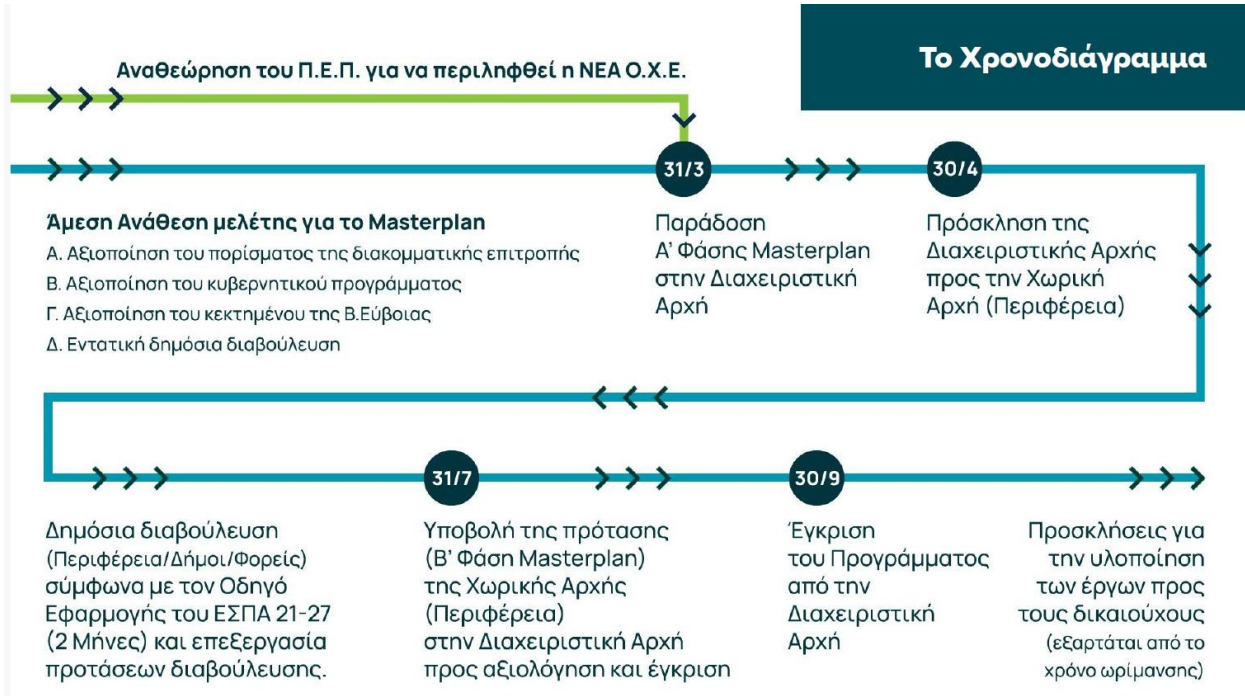 Το Χρονοδιάγραμμα
Αναθεώρηση του Π.Ε.Π. για να περιληφθεί η ΝΕΑ Ο.Χ.Ε.
31/3
30/4
Άμεση Ανάθεση μελέτης για το Masterplan
Α. Αξιοποίηση του πορίσματος της διακομματικής επιτροπής
Β. Αξιοποίηση του κυβερνητικού προγράμματος
Γ. Αξιοποίηση του κεκτημένου της Β.Εύβοιας
Δ. Εντατική δημόσια διαβούλευση
Παράδοση
Α' Φάσης Masterplan
στην Διαχειριστική
Αρχή
Πρόσκληση της
Διαχειριστικής Αρχής
προς την Χωρική
Αρχή (Περιφέρεια)
31/7
30/9
Δημόσια διαβούλευση
(Περιφέρεια/Δήμοι/Φορείς)
σύμφωνα με τον Οδηγό
Εφαρμογής του ΕΣΠΑ 21-27
(2 Μήνες) και επεξεργασία
προτάσεων διαβούλευσης.
Υποβολή της πρότασης
(Β' Φάση Masterplan)
της Χωρικής Αρχής
(Περιφέρεια)
στην Διαχειριστική Αρχή
προς αξιολόγηση και έγκριση
Έγκριση
του Προγράμματος
από την
Διαχειριστική
Αρχή
Προσκλήσεις για
την υλοποίηση
των έργων προς
τους δικαιούχους
(εξαρτάται από το
χρόνο ωρίμανσης)